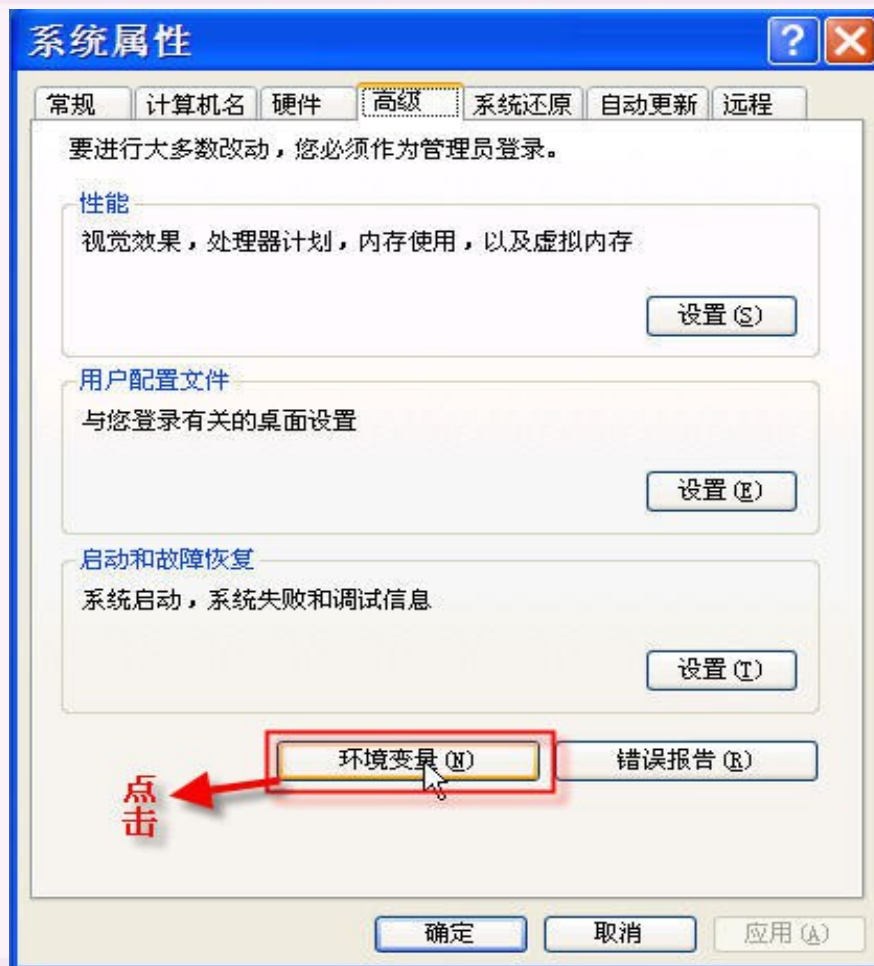 系统属性
常规 计算机名 硬件 高级 系统还原 自动更新 远程
要进行大多数改动，您必须作为管理员登录。
性能
视觉效果，处理器计划，内存使用，以及虚拟内存
设置(S)
用户配置文件
与您登录有关的桌面设置
设置(E)
启动和故障恢复
系统启动，系统失败和调试信息
设置(T)
环境变量(N) 错误报告(R)
点
击
确定 取消 应用(A)